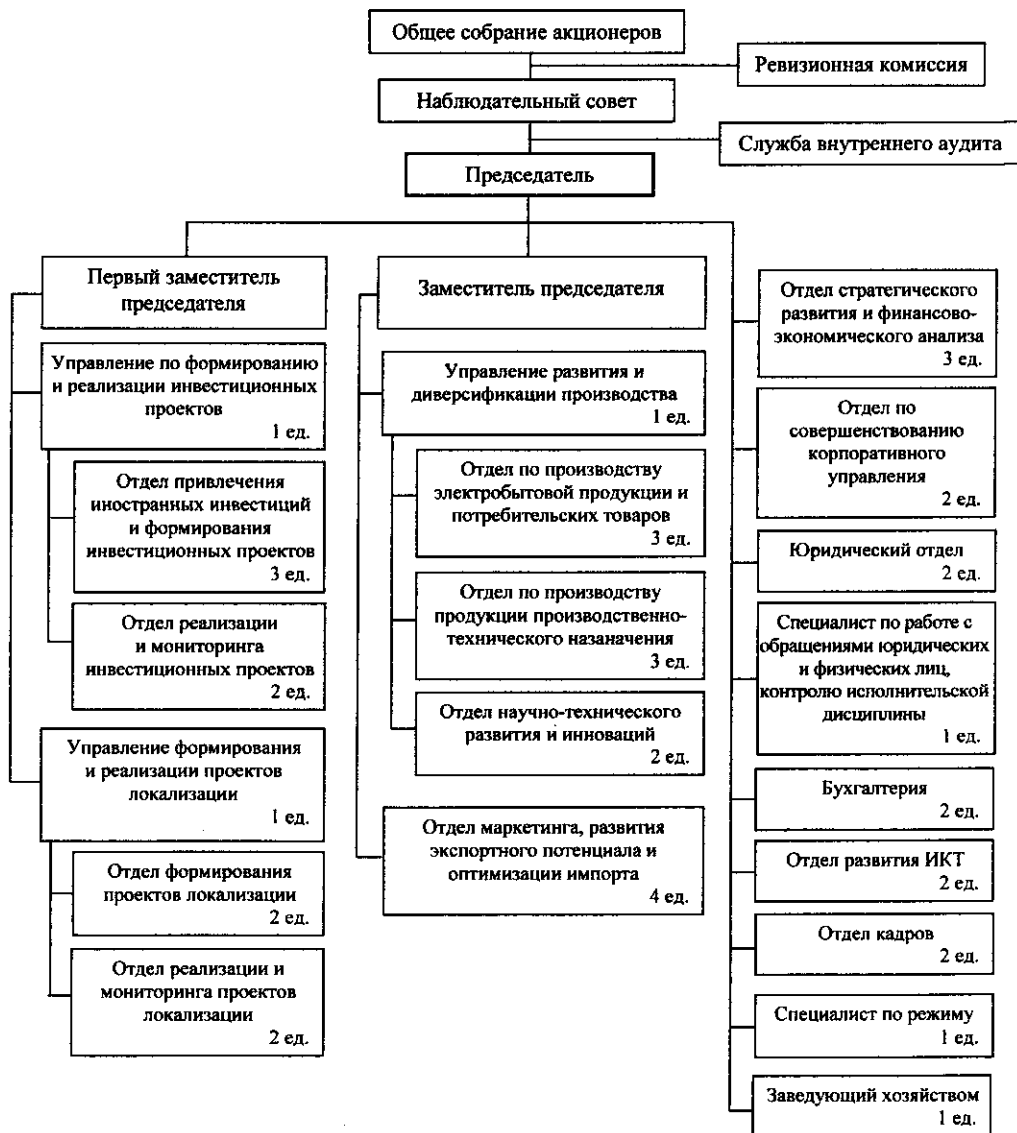 Общее собрание акционеров
Ревизионная комиссия
Наблюдательный совет
Служба внутреннего аудита
Председатель
Первый заместитель
председателя
Управление по формированию
и реализации инвестиционных
проектов
1 ед.
Отдел привлечения
иностранных инвестиций
и формирования
инвестиционных проектов
3 ед.
Отдел реализации
и мониторинга
инвестиционных проектов
2 ед.
Управление формирования
и реализации проектов
локализации
1 ед.
Отдел формирования
проектов локализации
2 ед.
Отдел реализации и
мониторинга проектов
локализации
2 ед.
Заместитель председателя
Управление развития и
диверсификации производства
1 ед.
Отдел по производству
электробытовой продукции и
потребительских товаров
3 ед.
Отдел по производству
продукции производственно-
технического назаначения
3 ед.
Отдел научно-технического
развития и инноваций
2 ед.
Отдел маркетинга, развития
экспортного потенциала и
оптимизации импорта
4 ед.
Отдел стратегического
развития и финансово-
экономического анализа
3 ед.
Отдел по
совершенствованию
корпоративного
управления
2 ед.
Юридический отдел
2 ед.
Специалист по работе с
обращениями юридических
и физических лиц,
контролю исполнительской
дисциплины
1 ед.
Бухгалтерия
2 ед.
Отдел развития ИКТ
2 ед.
Отдел кадров
2 ед.
Специалист по режиму
1 ед.
Заведующий хозяйством
1 ед.